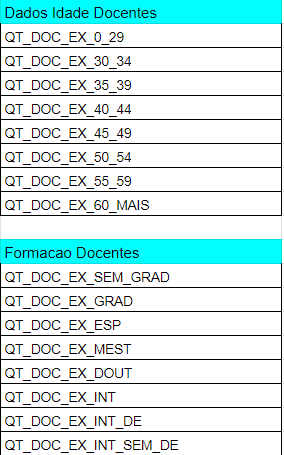 Dados Idade Docentes
QT_DOC_EX_0_29
QT_DOC_EX_30_34
QT_DOC_EX_35_39
QT_DOC_EX_40_44
QT_DOC_EX_45_49
QT_DOC_EX_50_54
QT_DOC_EX_55_59
QT_DOC_EX_60_MAIS
Formacao Docentes
QT_DOC_EX_SEM_GRAD
QT_DOC_EX_GRAD
QT_DOC_EX_ESP
QT_DOC_EX_MEST
QT_DOC_EX_DOUT
QT_DOC_EX_INT
QT_DOC_EX_INT_DE
QT_DOC_EX_INT_SEM_DE